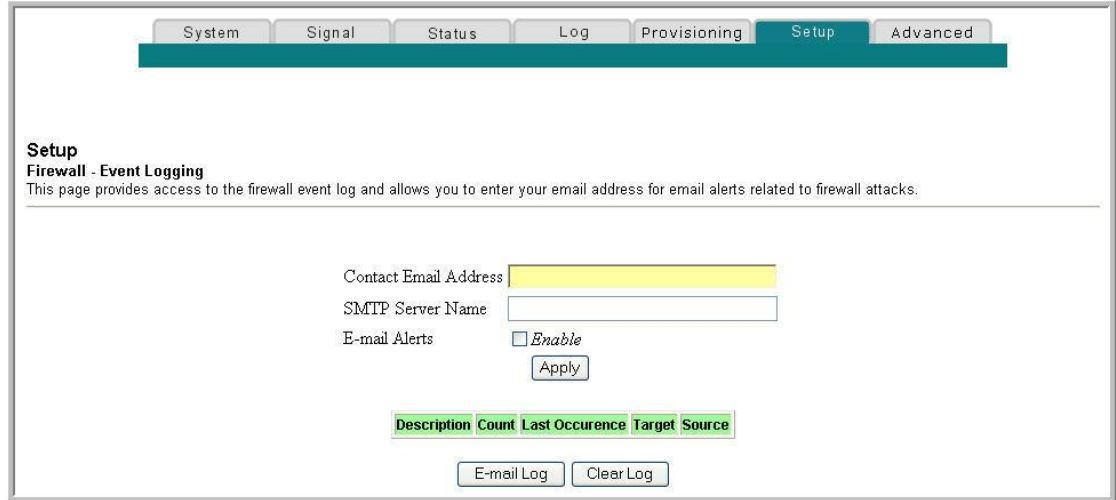 System Signal Status Log Provisioning Setup Advanced
Setup
Firewall - Event Logging
This page provides access to the firewall event log and allows you to enter your email address for email alerts related to firewall attacks.
Contact Email Address
SMTP Server Name
E-mail Alerts Enable
Apply
Description Count Last Occurence Target Source
E-mail Log Clear Log